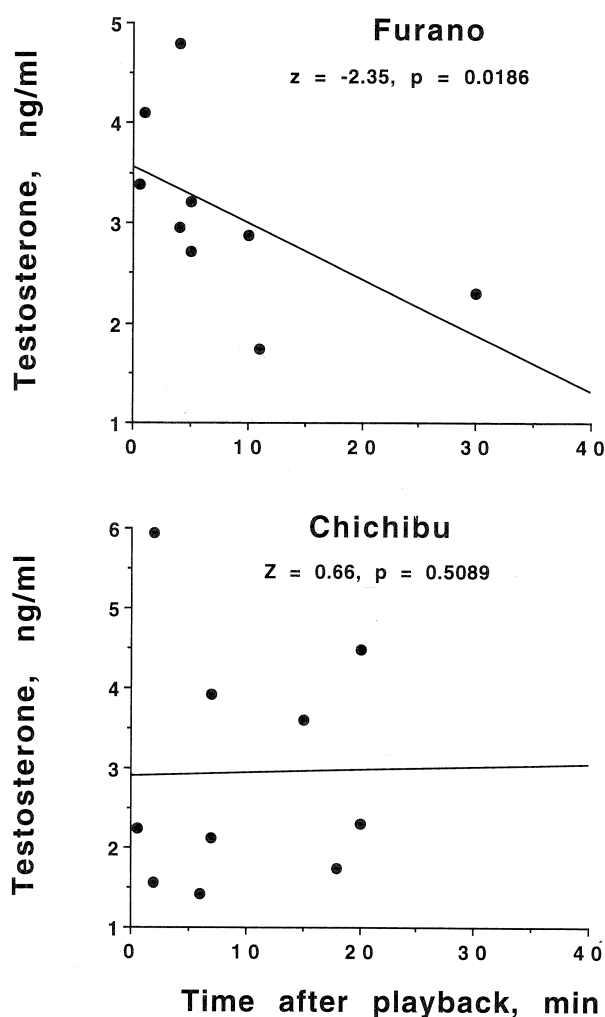 Furano
z = -2.35, p = 0.0186
Testosterone, ng/ml
5
4
3
2
1
0 10 20 30 40
Chichibu
Z = 0.66, p = 0.5089
Testosterone, ng/ml
6
5
4
3
2
1
0 10 20 30 40
Time after playback, min